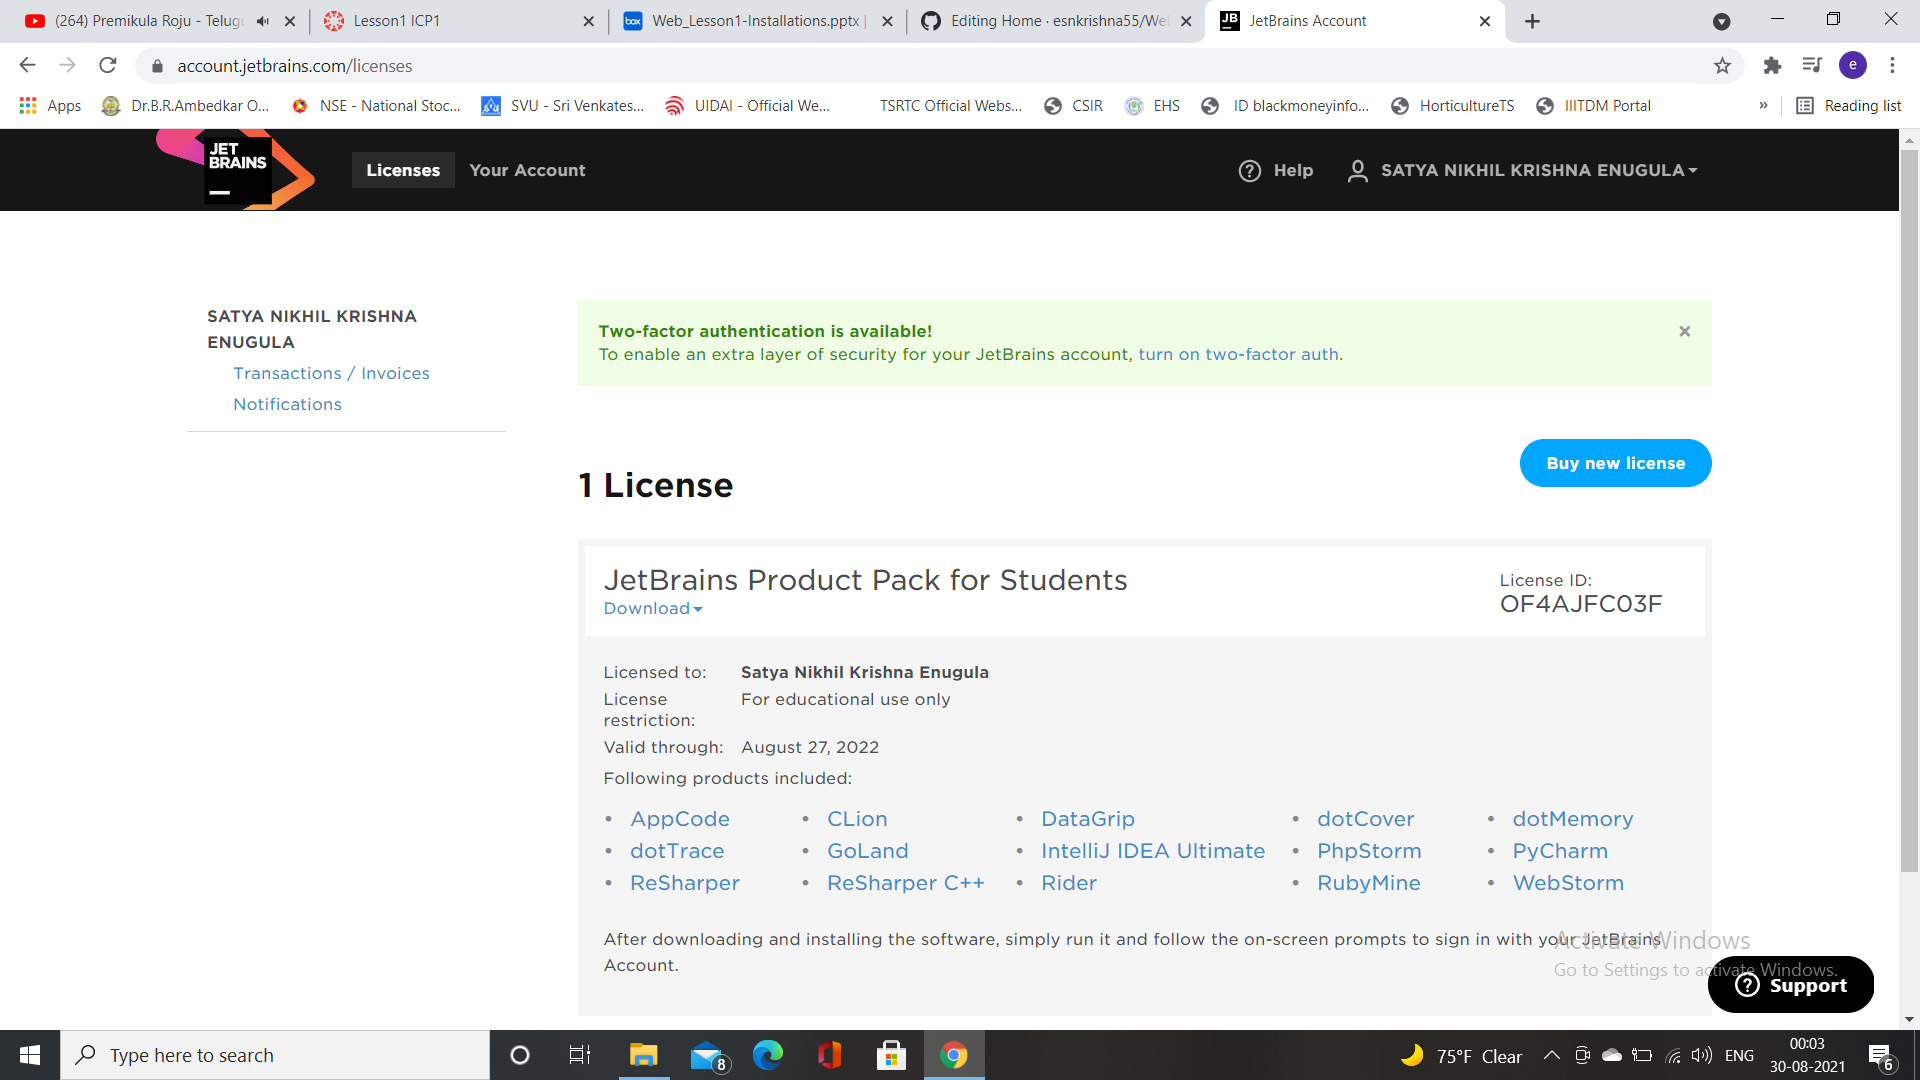 (264) Premikula Roju - Telug
Lesson1 ICP1
Web_Lesson1-Installations.pptx |
Editing Home · esnkrishna55/We
JB
JetBrains Account
account.jetbrains.com/licenses
e
Apps
Dr.B.R.Ambedkar O...
NSE - National Stoc...
SVU - Sri Venkates...
UIDAI - Official We...
TSRTC Official Webs...
CSIR
EHS
ID blackmoneyinfo...
HorticultureTS
IIITDM Portal
»
Reading list
JET
BRAINS
Licenses
Your Account
Help
SATYA NIKHIL KRISHNA ENUGULA
SATYA NIKHIL KRISHNA
ENUGULA
Transactions / Invoices
Notifications
Two-factor authentication is available!
To enable an extra layer of security for your JetBrains account, turn on two-factor auth.
1 License
Buy new license
JetBrains Product Pack for Students
Download
License ID:
OF4AJFC03F
Licensed to: Satya Nikhil Krishna Enugula
License restriction: For educational use only
Valid through: August 27, 2022
Following products included:
• AppCode • CLion • DataGrip • dotCover • dotMemory
• dotTrace • GoLand • IntelliJ IDEA Ultimate • PhpStorm • PyCharm
• ReSharper • ReSharper C++ • Rider • RubyMine • WebStorm
After downloading and installing the software, simply run it and follow the on-screen prompts to sign in with your JetBrains
Account.
Activate Windows
Go to Settings to activate Windows.
Support
Type here to search
8
75°F Clear
ENG
00:03
30-08-2021
6